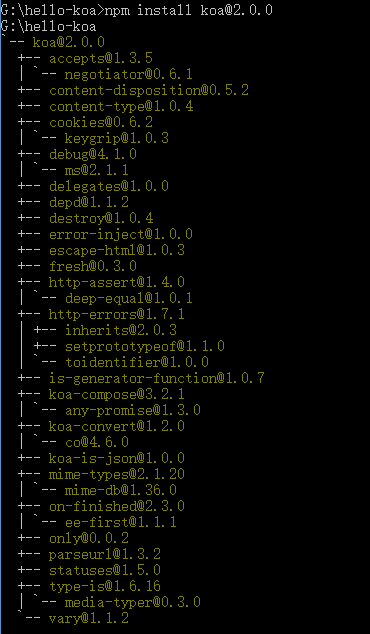 G:\hello-koa>npm install koa@2.0.0
G:\hello-koa
`-- koa@2.0.0
  +-- accepts@1.3.5
  | `-- negotiator@0.6.1
  +-- content-disposition@0.5.2
  +-- content-type@1.0.4
  +-- cookies@0.6.2
  | `-- keygrip@1.0.3
  +-- debug@4.1.0
  | `-- ms@2.1.1
  +-- delegates@1.0.0
  +-- depd@1.1.2
  +-- destroy@1.0.4
  +-- error-inject@1.0.0
  +-- escape-html@1.0.3
  +-- fresh@0.3.0
  +-- http-assert@1.4.0
  | `-- deep-equal@1.0.1
  +-- http-errors@1.7.1
  | +-- inherits@2.0.3
  | +-- setprototypeof@1.1.0
  | `-- toidentifier@1.0.0
  +-- is-generator-function@1.0.7
  +-- koa-compose@3.2.1
  | `-- any-promise@1.3.0
  +-- koa-convert@1.2.0
  | `-- co@4.6.0
  +-- koa-is-json@1.0.0
  +-- mime-types@2.1.20
  | `-- mime-db@1.36.0
  +-- on-finished@2.3.0
  | `-- ee-first@1.1.1
  +-- only@0.0.2
  +-- parseurl@1.3.2
  +-- statuses@1.5.0
  +-- type-is@1.6.16
  | `-- media-typer@0.3.0
  `-- vary@1.1.2